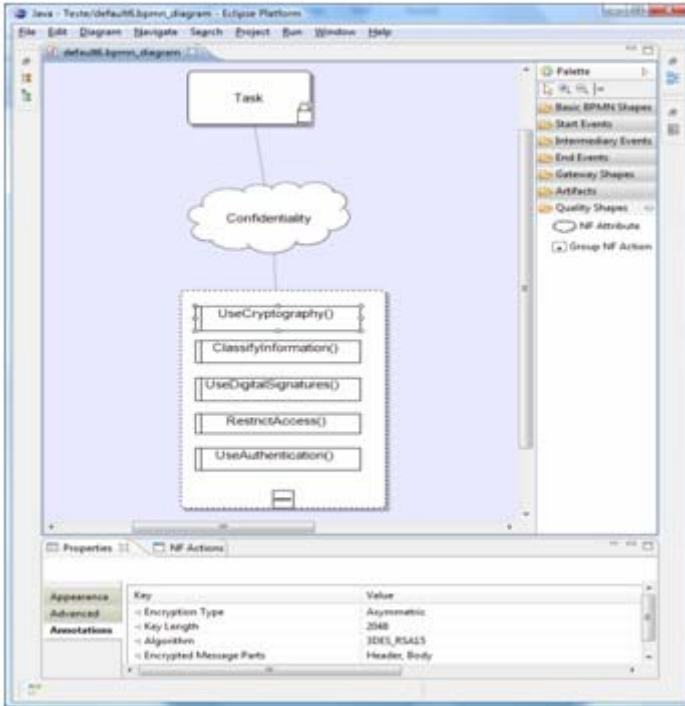 Java - Teste/default6.bpmn_diagram - Eclipse Platform
File Edit Diagram Navigate Search Project Run Window Help
default6.bpmn_diagram
Task
Confidentiality
UseCryptography()
ClassifyInformation()
UseDigitalSignatures()
RestrictAccess()
UseAuthentication()
Palette
Basic BPMN Shapes
Start Events
Intermediary Events
End Events
Gateway Shapes
Artifacts
Quality Shapes
NF Attribute
Group NF Action
Properties NF Actions
Appearance
Advanced
Annotations
Key Value
Encryption Type Asymmetric
Key Length 2048
Algorithm 3DES_RSA15
Encrypted Message Parts Header, Body